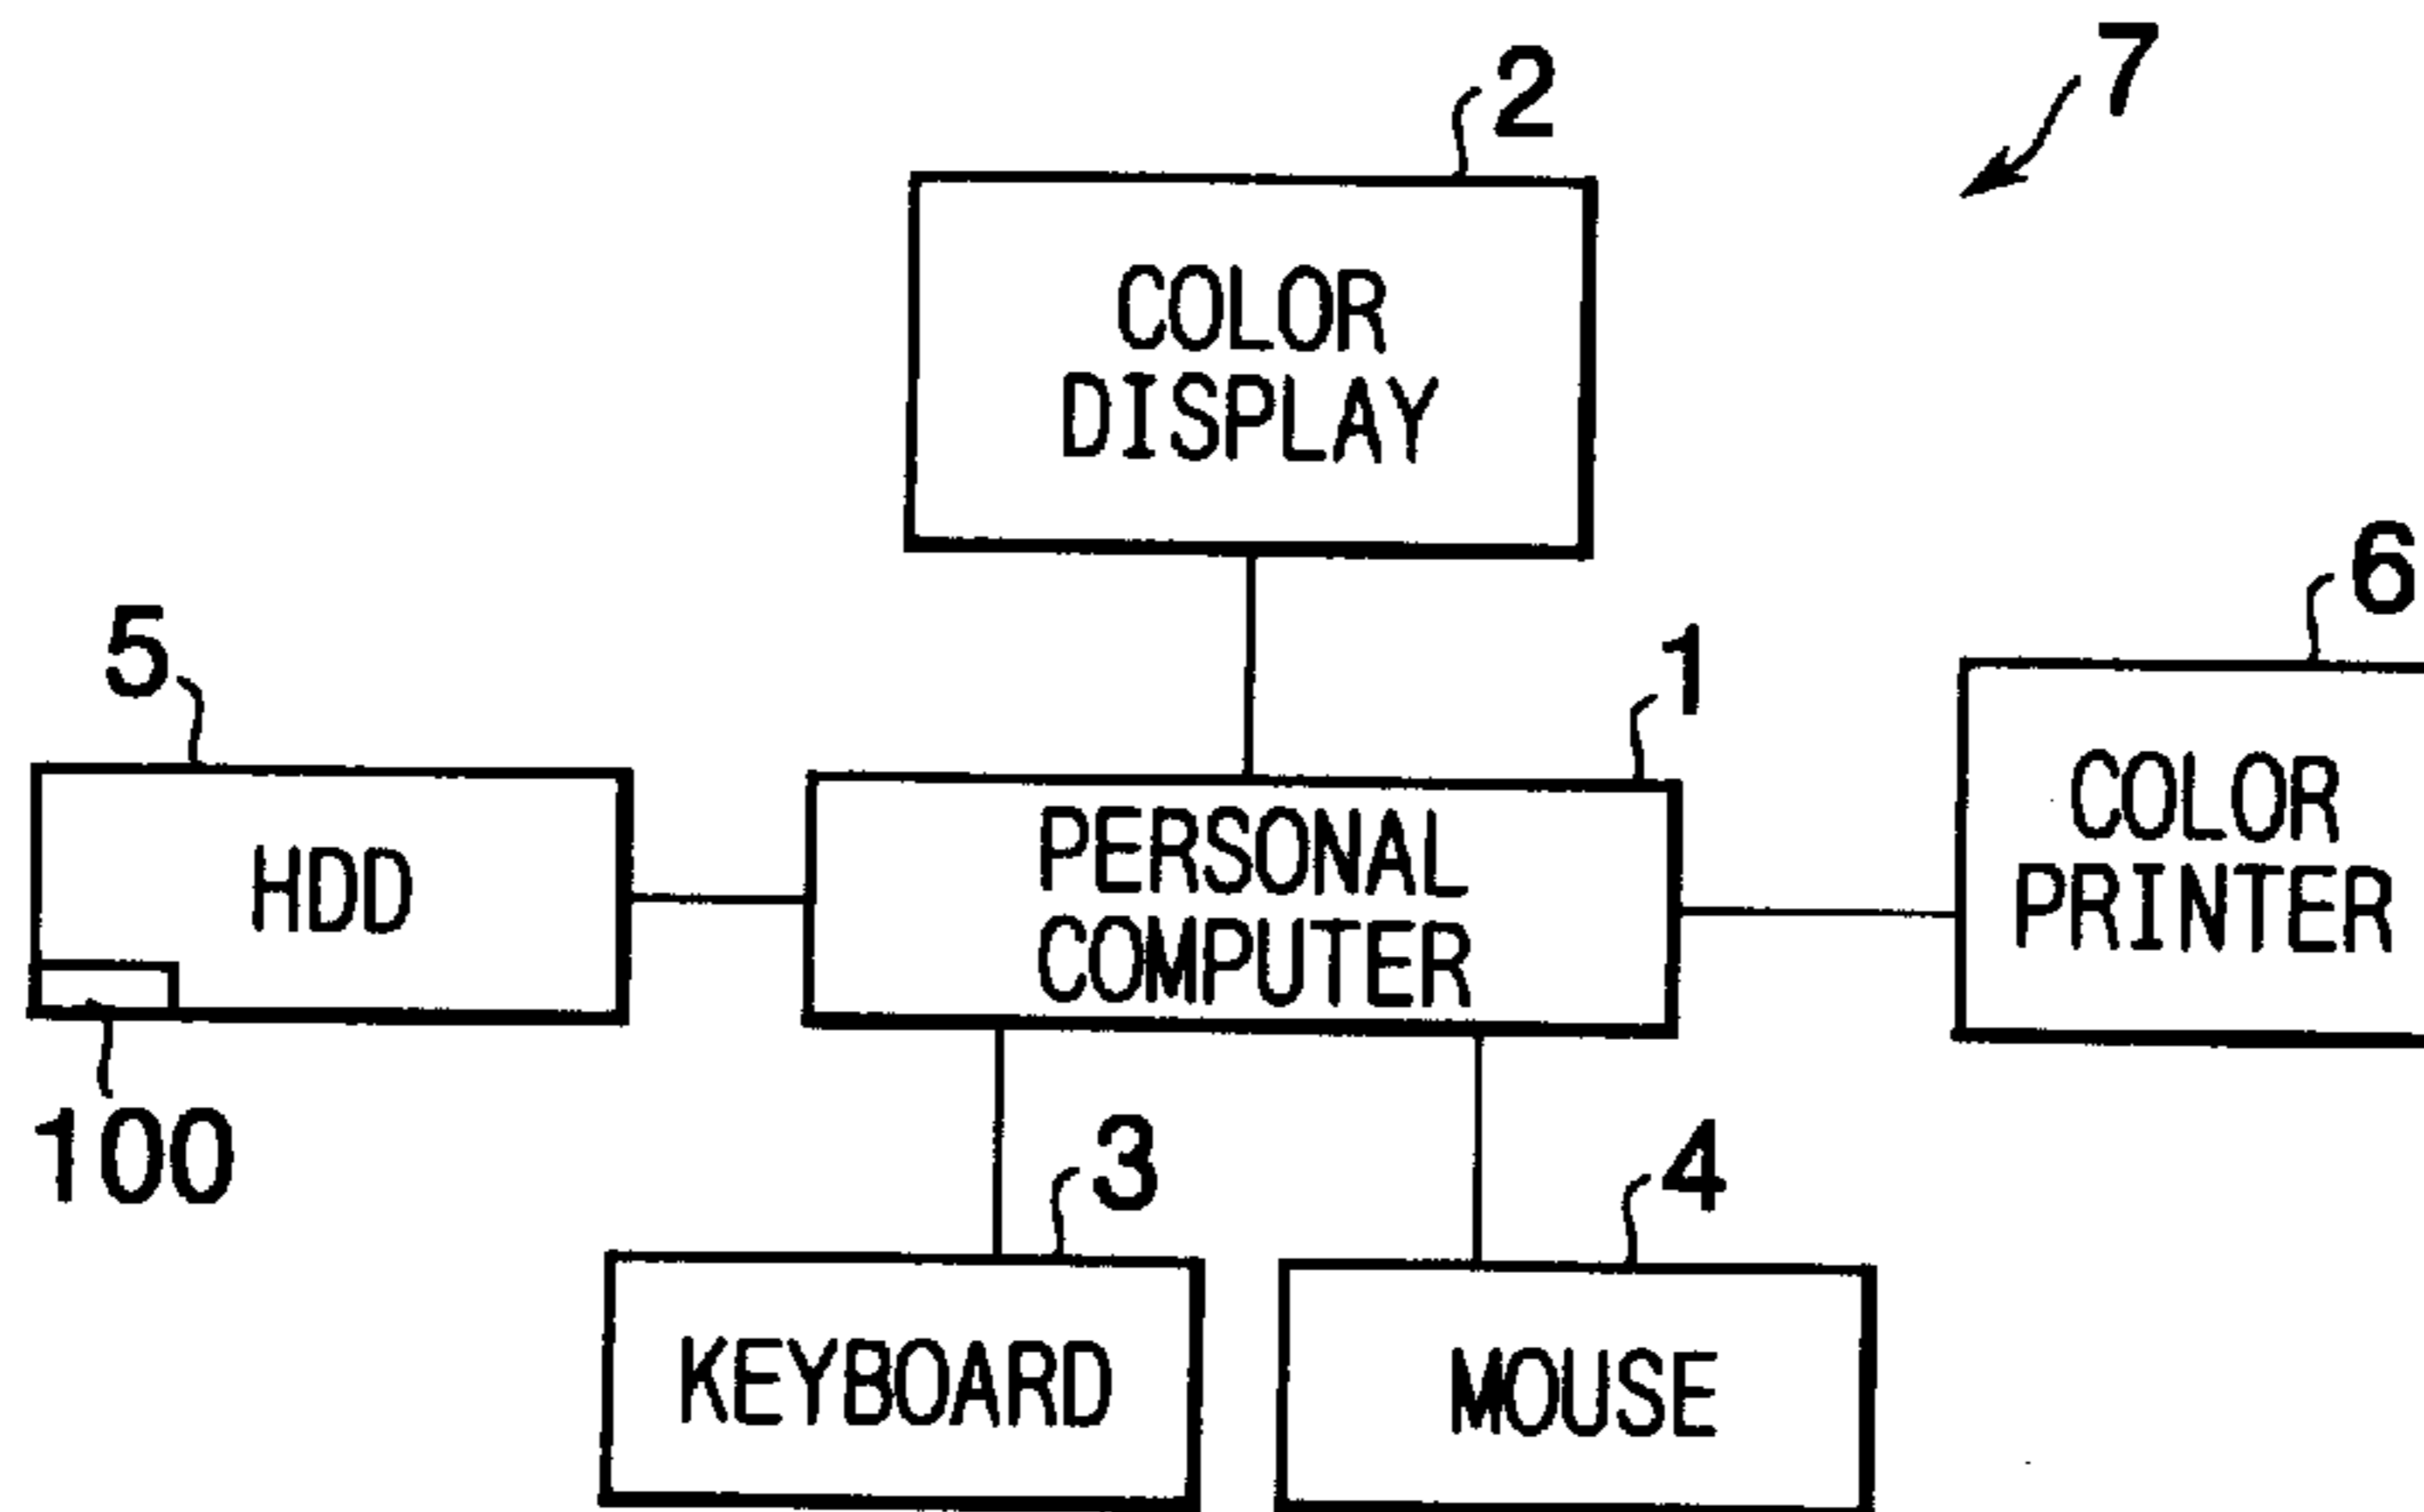 7
2
COLOR
DISPLAY
6
5
1
COLOR
PRINTER
HDD
PERSONAL
COMPUTER
100
3
4
KEYBOARD
MOUSE